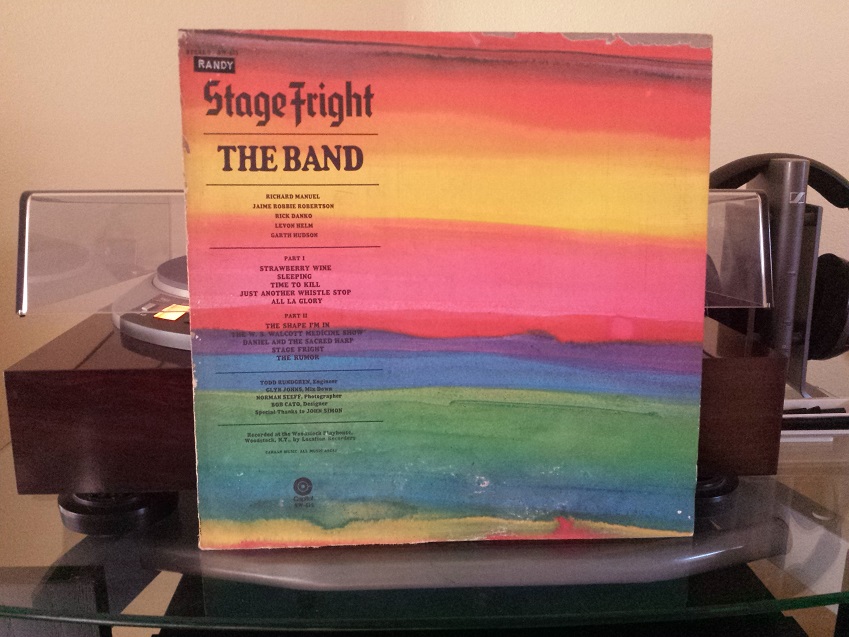 RANDY
Stage Fright
THE BAND
RICHARD MANUEL
JAIME ROBBIE ROBERTSON
RICK DANKO
LEVON HELM
GARTH HUDSON
PART I
STRAWBERRY WINE
SLEEPING
TIME TO KILL
JUST ANOTHER WHISTLE STOP
ALL LA GLORY
PART II
THE SHAPE I'M IN
THE W. S. WALCOTT MEDICINE SHOW
DANIEL AND THE SACRED HARP
STAGE FRIGHT
THE RUMOR
TODD RUNDGREN, Engineer
GLYN JOHNS, Mix Down
NORMAN SEEFF, Photographer
BOB CATO, Designer
Special Thanks to JOHN SIMON
Recorded at the Woodstock Playhouse,
Woodstock, N.Y., by Location Recorders
Capitol